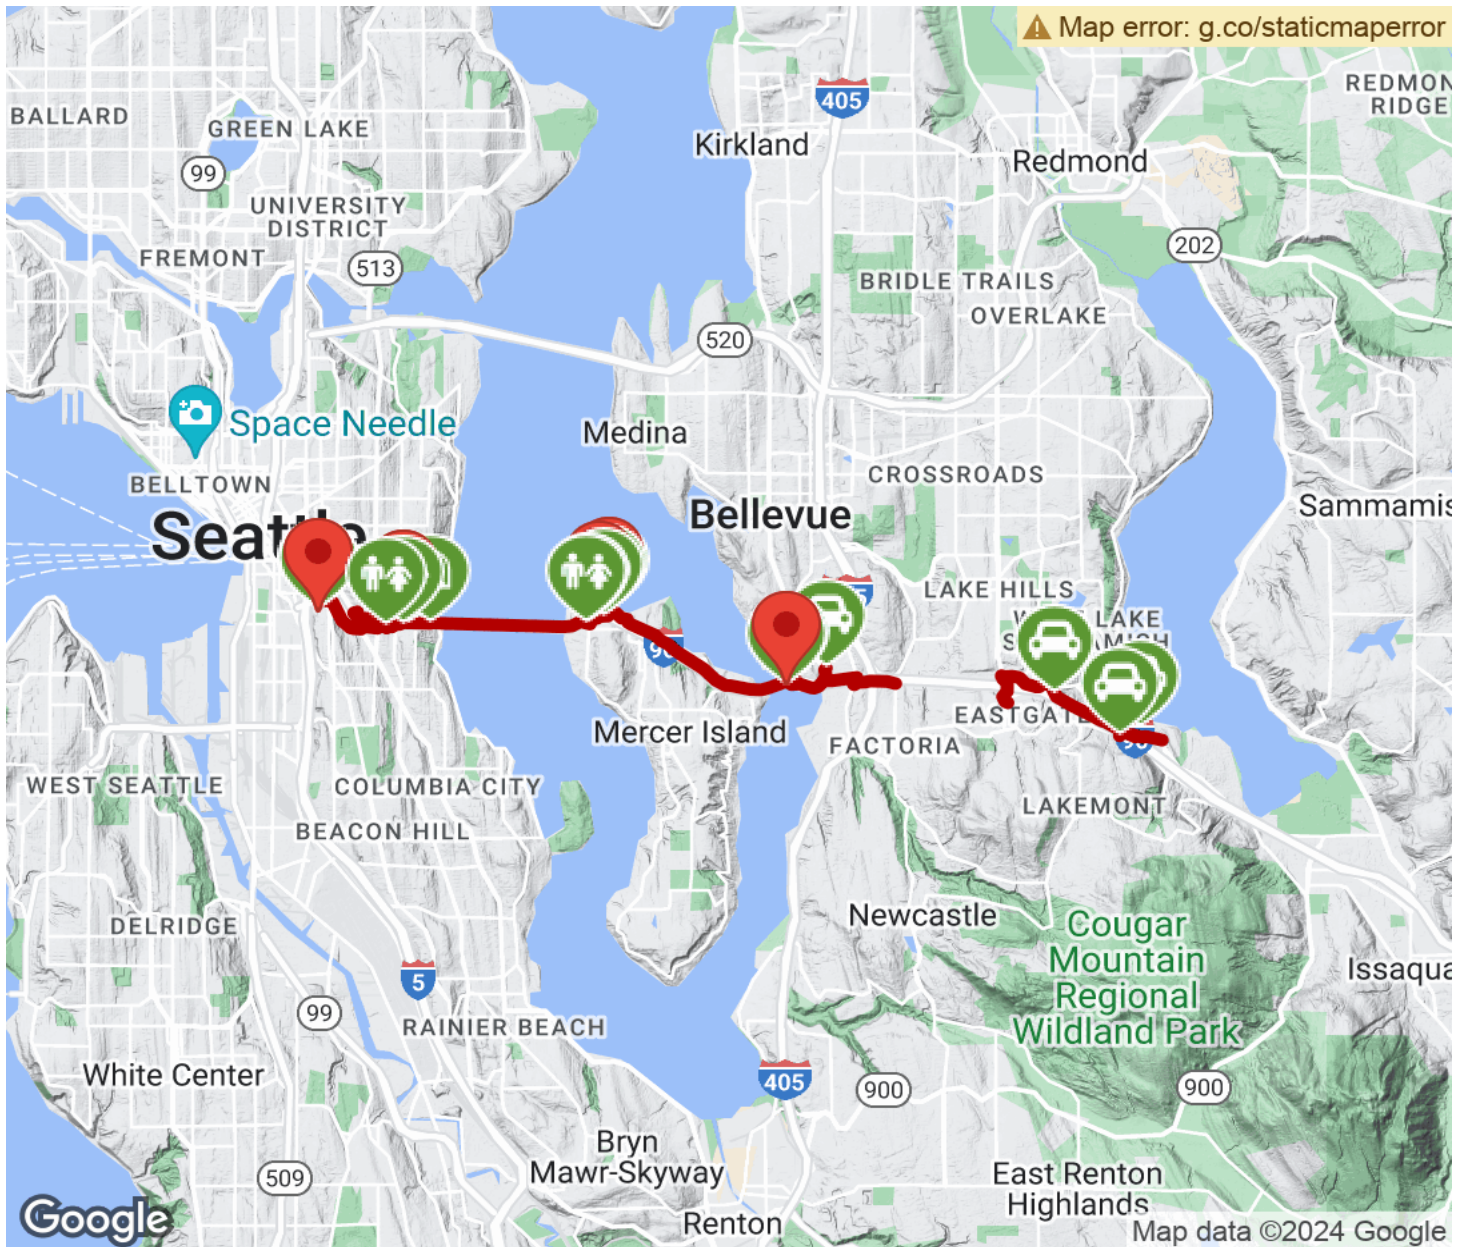 Map error: g.co/staticmaperror
REDMON
RIDGE
405
BALLARD
GREEN LAKE
Kirkland
Redmond
99
UNIVERSITY
DISTRICT
202
FREMONT
513
BRIDLE TRAILS
OVERLAKE
520
Space Needle
Medina
BELLTOWN
CROSSROADS
Sammamis
Bellevue
LAKE HILLS
LAKE
90
Mercer Island
EASTGATE
FACTORIA
90
WEST SEATTLE
COLUMBIA CITY
LAKEMONT
BEACON HILL
DELRIDGE
Newcastle
Cougar
Mountain
Regional
Wildland Park
Issaqua
5
99
RAINIER BEACH
White Center
405
900
900
Bryn
Mawr-Skyway
East Renton
Highlands
509
Renton
Google
Map data ©2024 Google